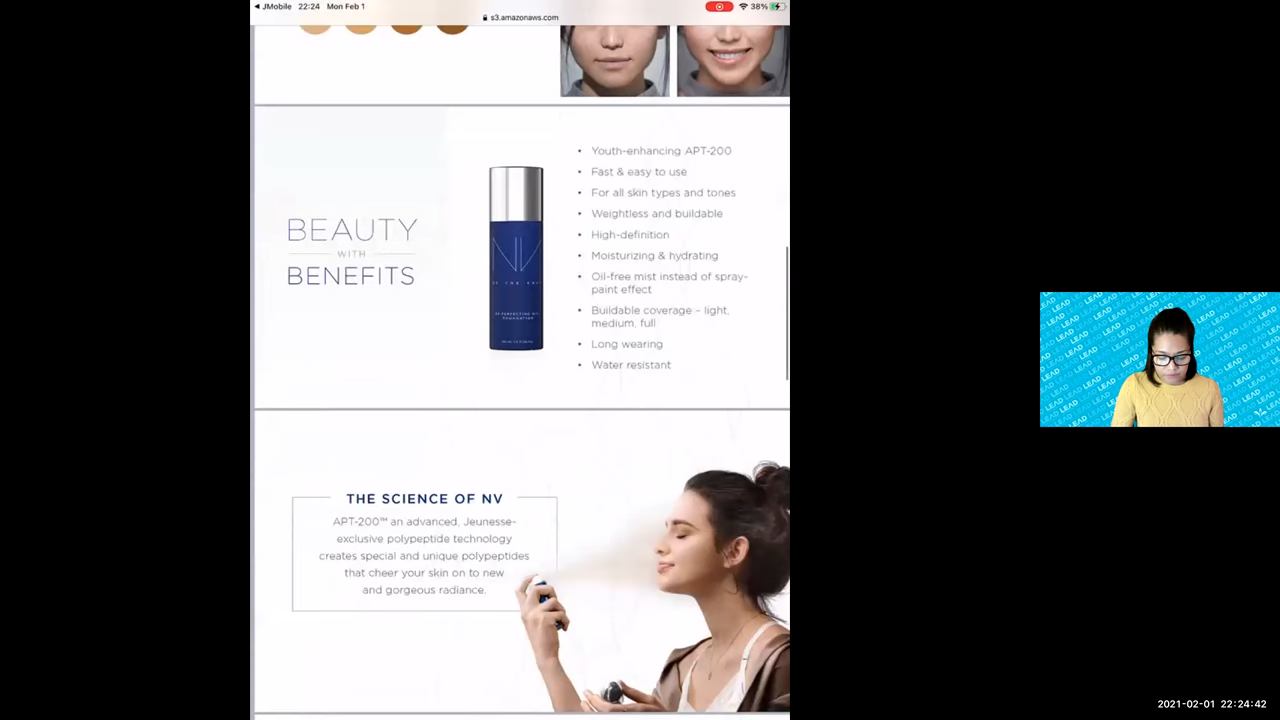 JMobile 22:24 Mon Feb 1 38%
s3.amazonaws.com
BEAUTY
WITH
BENEFITS
NV
• Youth-enhancing APT-200
• Fast & easy to use
• For all skin types and tones
• Weightless and buildable
• High-definition
• Moisturizing & hydrating
• Oil-free mist instead of spray-
paint effect
• Buildable coverage – light,
medium, full
• Long wearing
• Water resistant
THE SCIENCE OF NV
APT-200™ an advanced, Jeunesse-
exclusive polypeptide technology
creates special and unique polypeptides
that cheer your skin on to new
and gorgeous radiance.
LEAD
2021-02-01 22:24:42